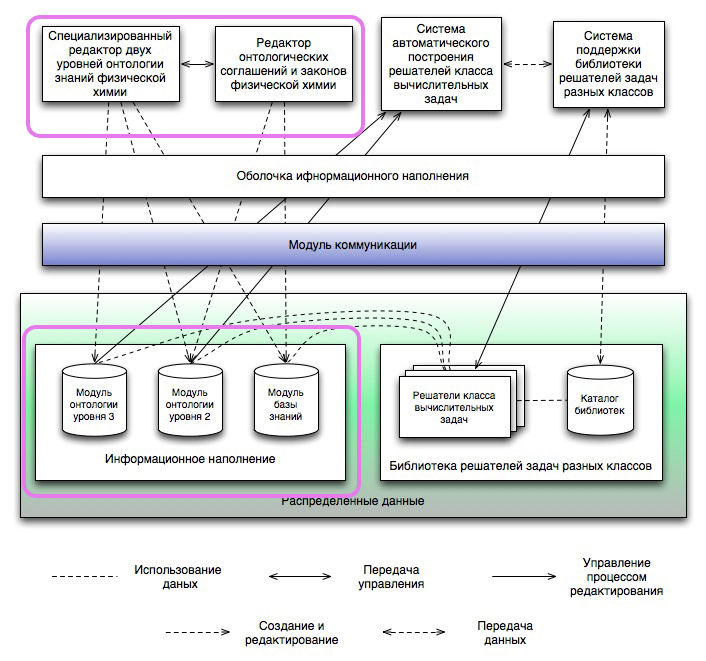 Специализированный
редактор двух
уровней онтологии
знаний физической
химии
Редактор
онтологических
соглашений и законов
физической химии
Система
автоматического
построения
решателей класса
вычислительных
задач
Система
поддержки
библиотеки
решателей задач
разных классов
Оболочка ифнормационого наполнения
Модуль коммуникации
Модуль
онтологии
уровня 3
Модуль
онтологии
уровня 2
Модуль
базы
знаний
Информационное наполнение
Решатели класса
вычислительных
задач
Каталог
библиотек
Библиотека решателей задач разных классов
Распределенные данные
Использование
даных
Передача
управления
Управление
процессом
редактирования
Создание и
редактирование
Передача
данных